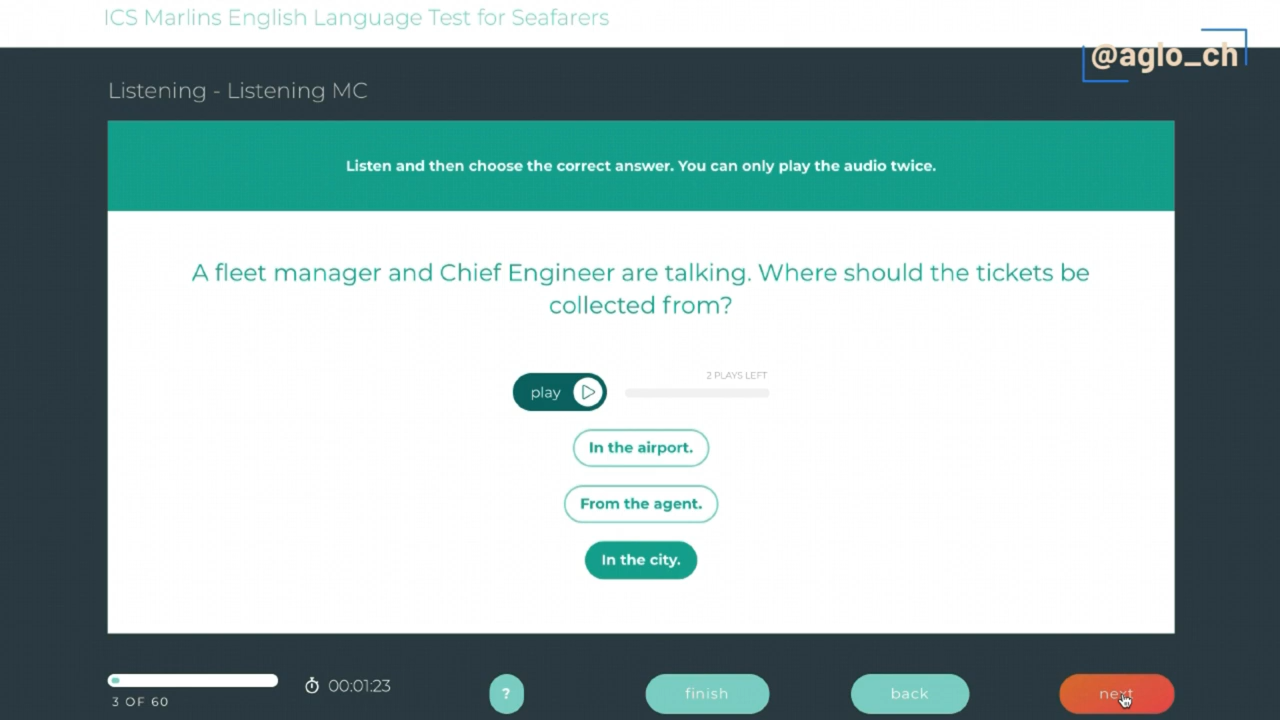 ICS Marlins English Language Test for Seafarers
@aglo_ch
Listening - Listening MC
Listen and then choose the correct answer. You can only play the audio twice.
A fleet manager and Chief Engineer are talking. Where should the tickets be
collected from?
2 PLAYS LEFT
play
In the airport.
From the agent.
In the city.
3 OF 60
00:01:23
?
finish
back
next